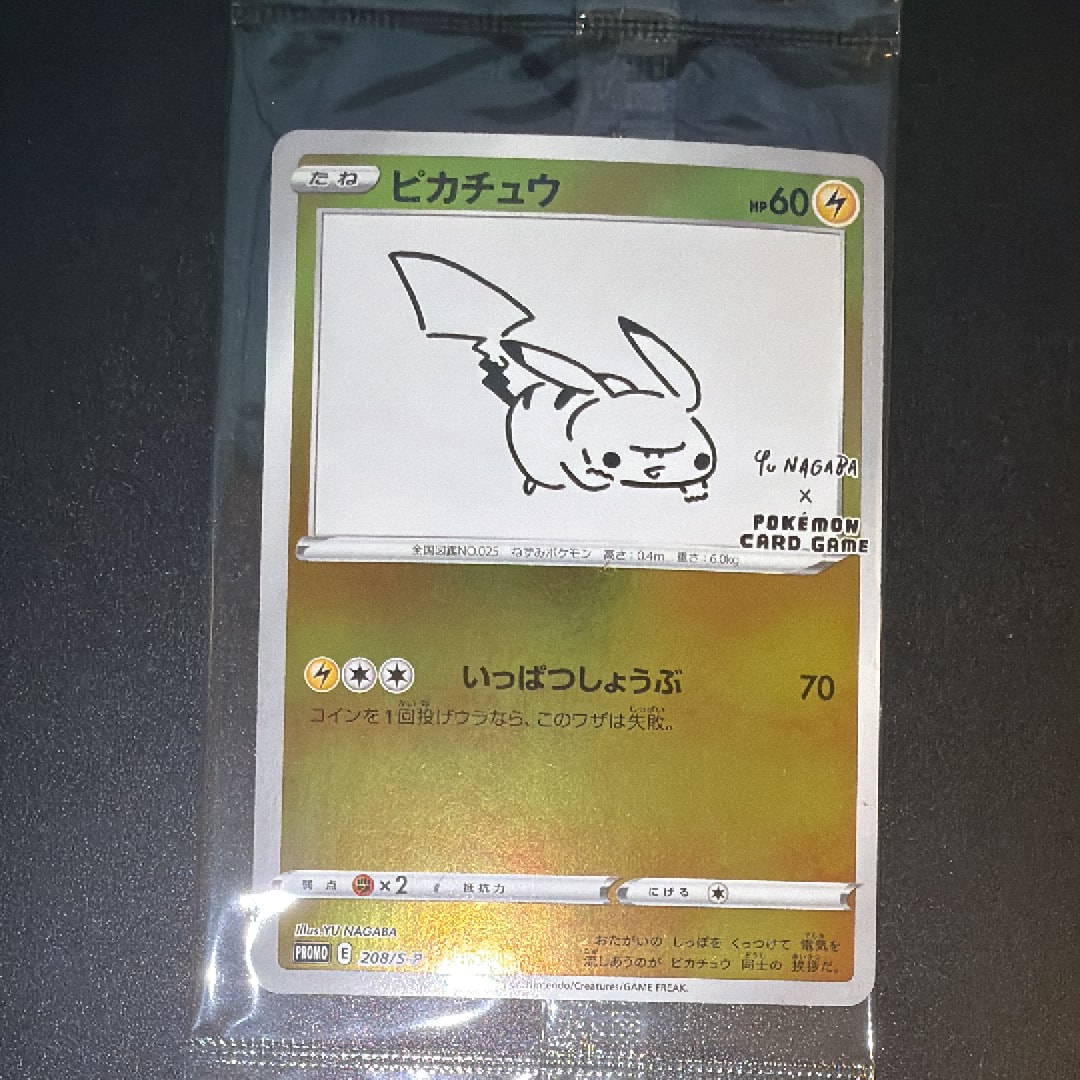 たね ピカチュウ HP60
Yu NAGABA
×
POKÉMON
CARD GAME
全国図鑑NO.025 ねずみポケモン 高さ：0.4m 重さ：6.0kg
いっぱつしょうぶ 70
コインを1回投げウラなら、このワザは失敗。
弱点 ×2 抵抗力 にげる
Illus. YU NAGABA
PROMO E 208/S-P
おたがいの しっぽを くっつけて 電気を
流しあうのが ピカチュウ 同士の 挨拶だ。
Nintendo/Creatures/GAME FREAK.